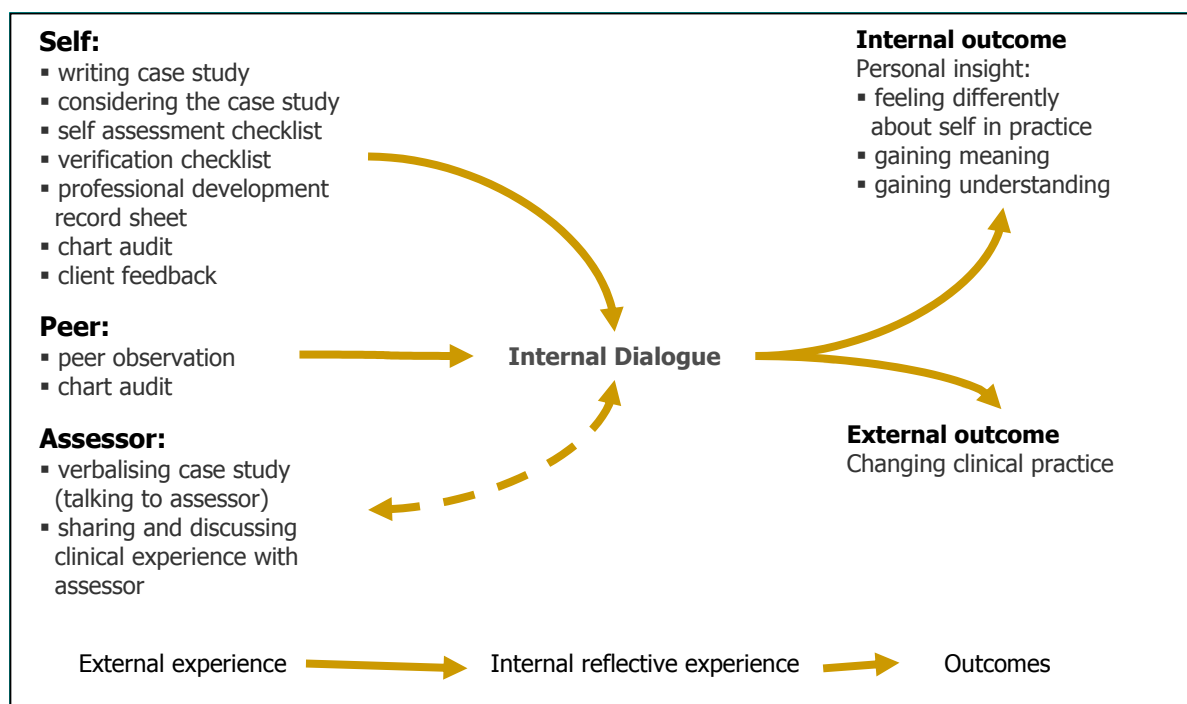 Self:
▪ writing case study
▪ considering the case study
▪ self assessment checklist
▪ verification checklist
▪ professional development
record sheet
▪ chart audit
▪ client feedback
Peer:
▪ peer observation
▪ chart audit
Assessor:
▪ verbalising case study
(talking to assessor)
▪ sharing and discussing
clinical experience with
assessor
Internal Dialogue
Internal outcome
Personal insight:
▪ feeling differently
about self in practice
▪ gaining meaning
▪ gaining understanding
External outcome
Changing clinical practice
External experience
Internal reflective experience
Outcomes